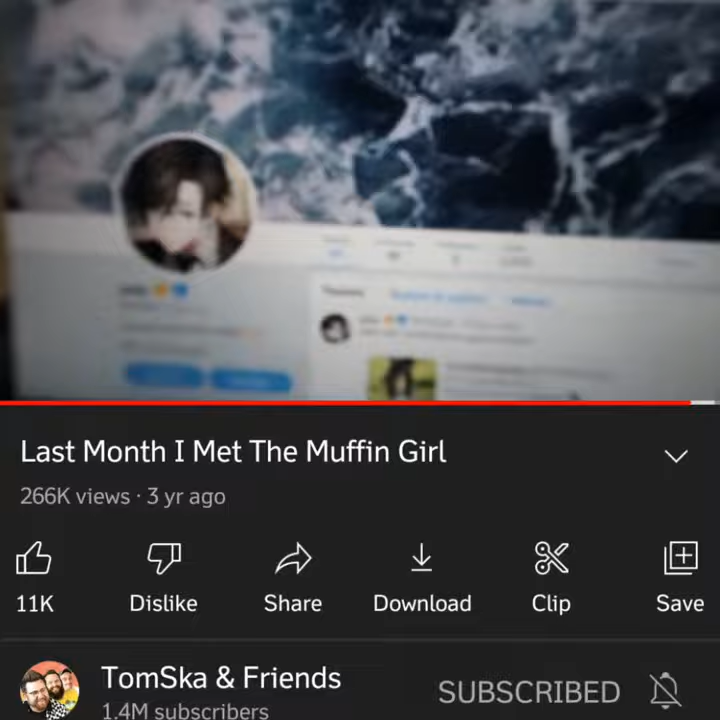 Last Month I Met The Muffin Girl
266K views · 3 yr ago
11K
Dislike
Share
Download
Clip
Save
TomSka & Friends
SUBSCRIBED
1.4M subscribers